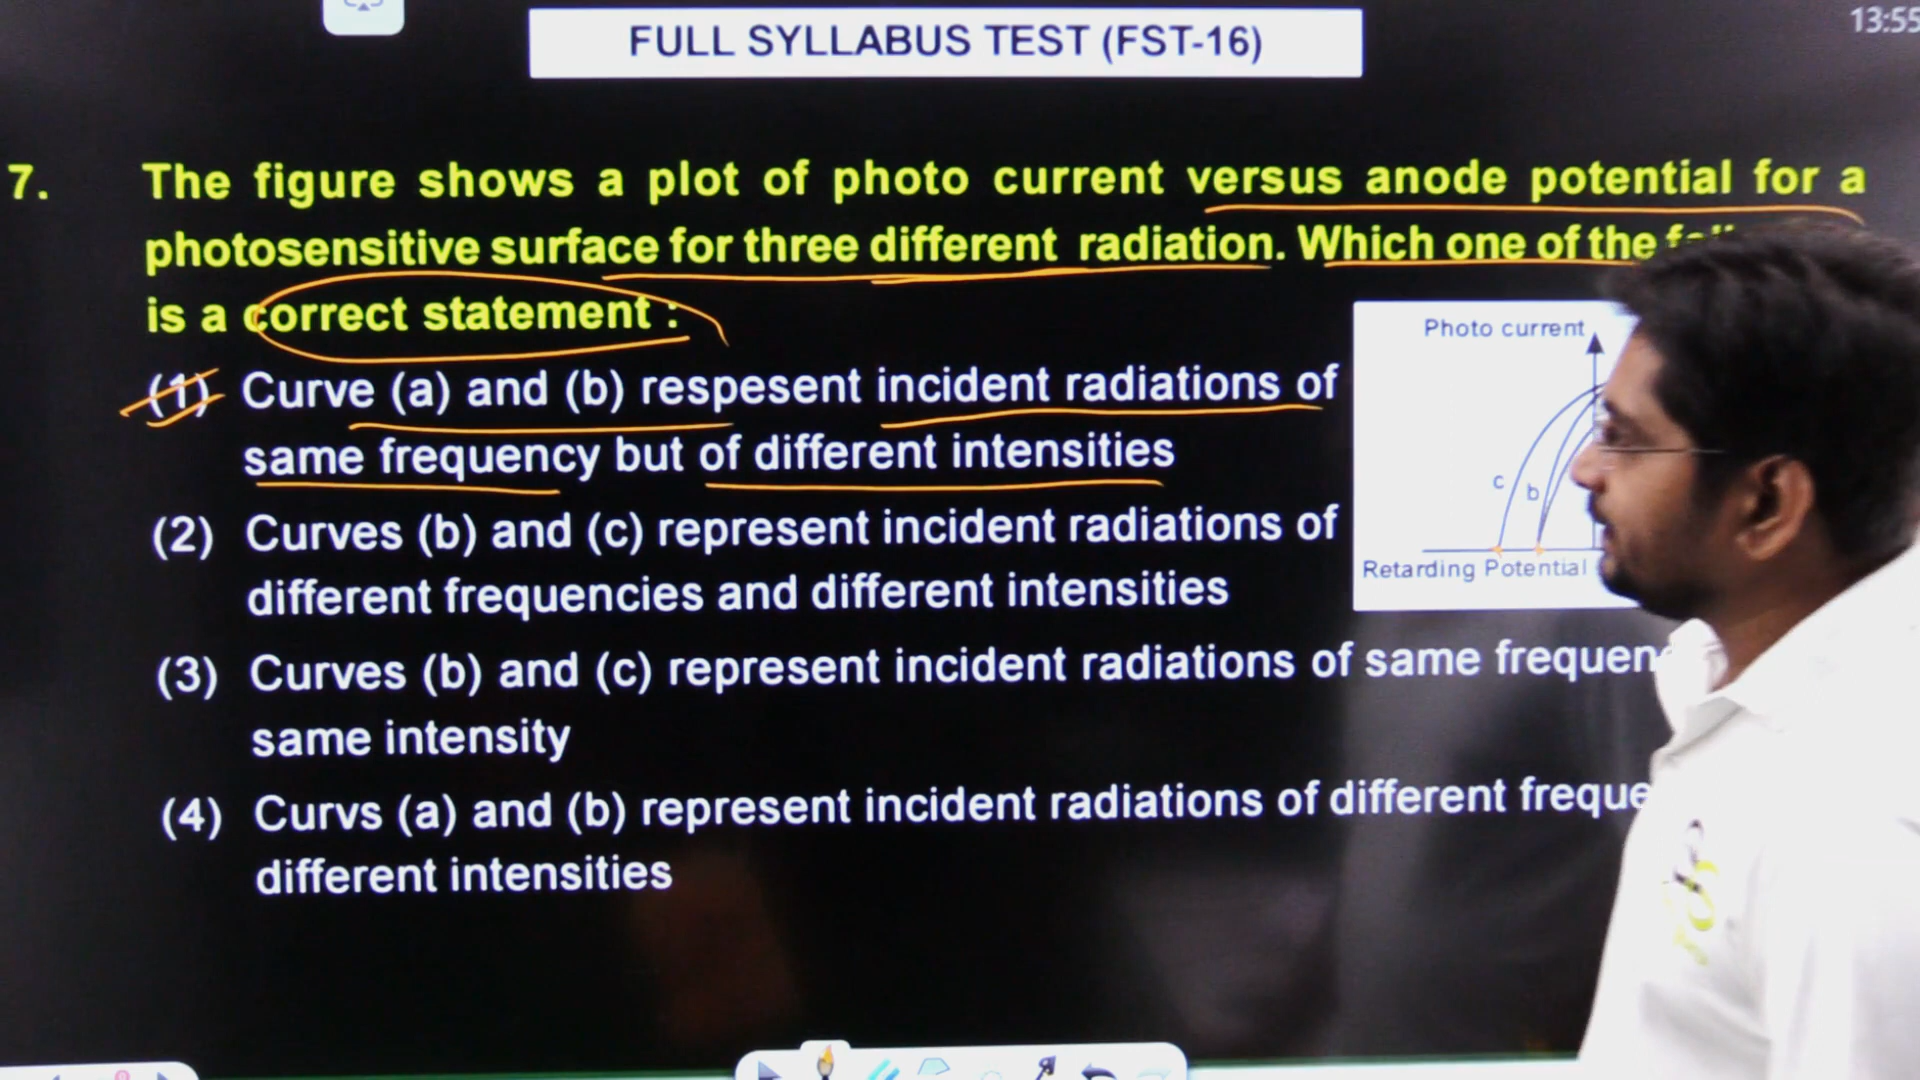 FULL SYLLABUS TEST (FST-16)
13:55
7. The figure shows a plot of photo current versus anode potential for a
photosensitive surface for three different radiation. Which one of the
is a correct statement :
Photo current
(1) Curve (a) and (b) respesent incident radiations of
same frequency but of different intensities
c
b
(2) Curves (b) and (c) represent incident radiations of
Retarding Potential
different frequencies and different intensities
(3) Curves (b) and (c) represent incident radiations of same
same intensity
(4) Curvs (a) and (b) represent incident radiations of different
different intensities